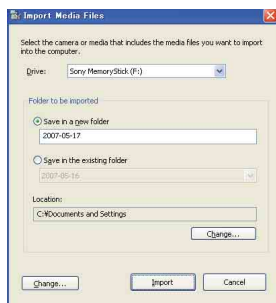 Import Media Files
Select the camera or media that includes the media files you want to import
into the computer.
Drive: Sony MemoryStick (F:)
Folder to be imported
Save in a new folder
2007-05-17
Save in the existing folder
2007-05-16
Location:
C:¥Documents and Settings
Change...
Change... Import Cancel